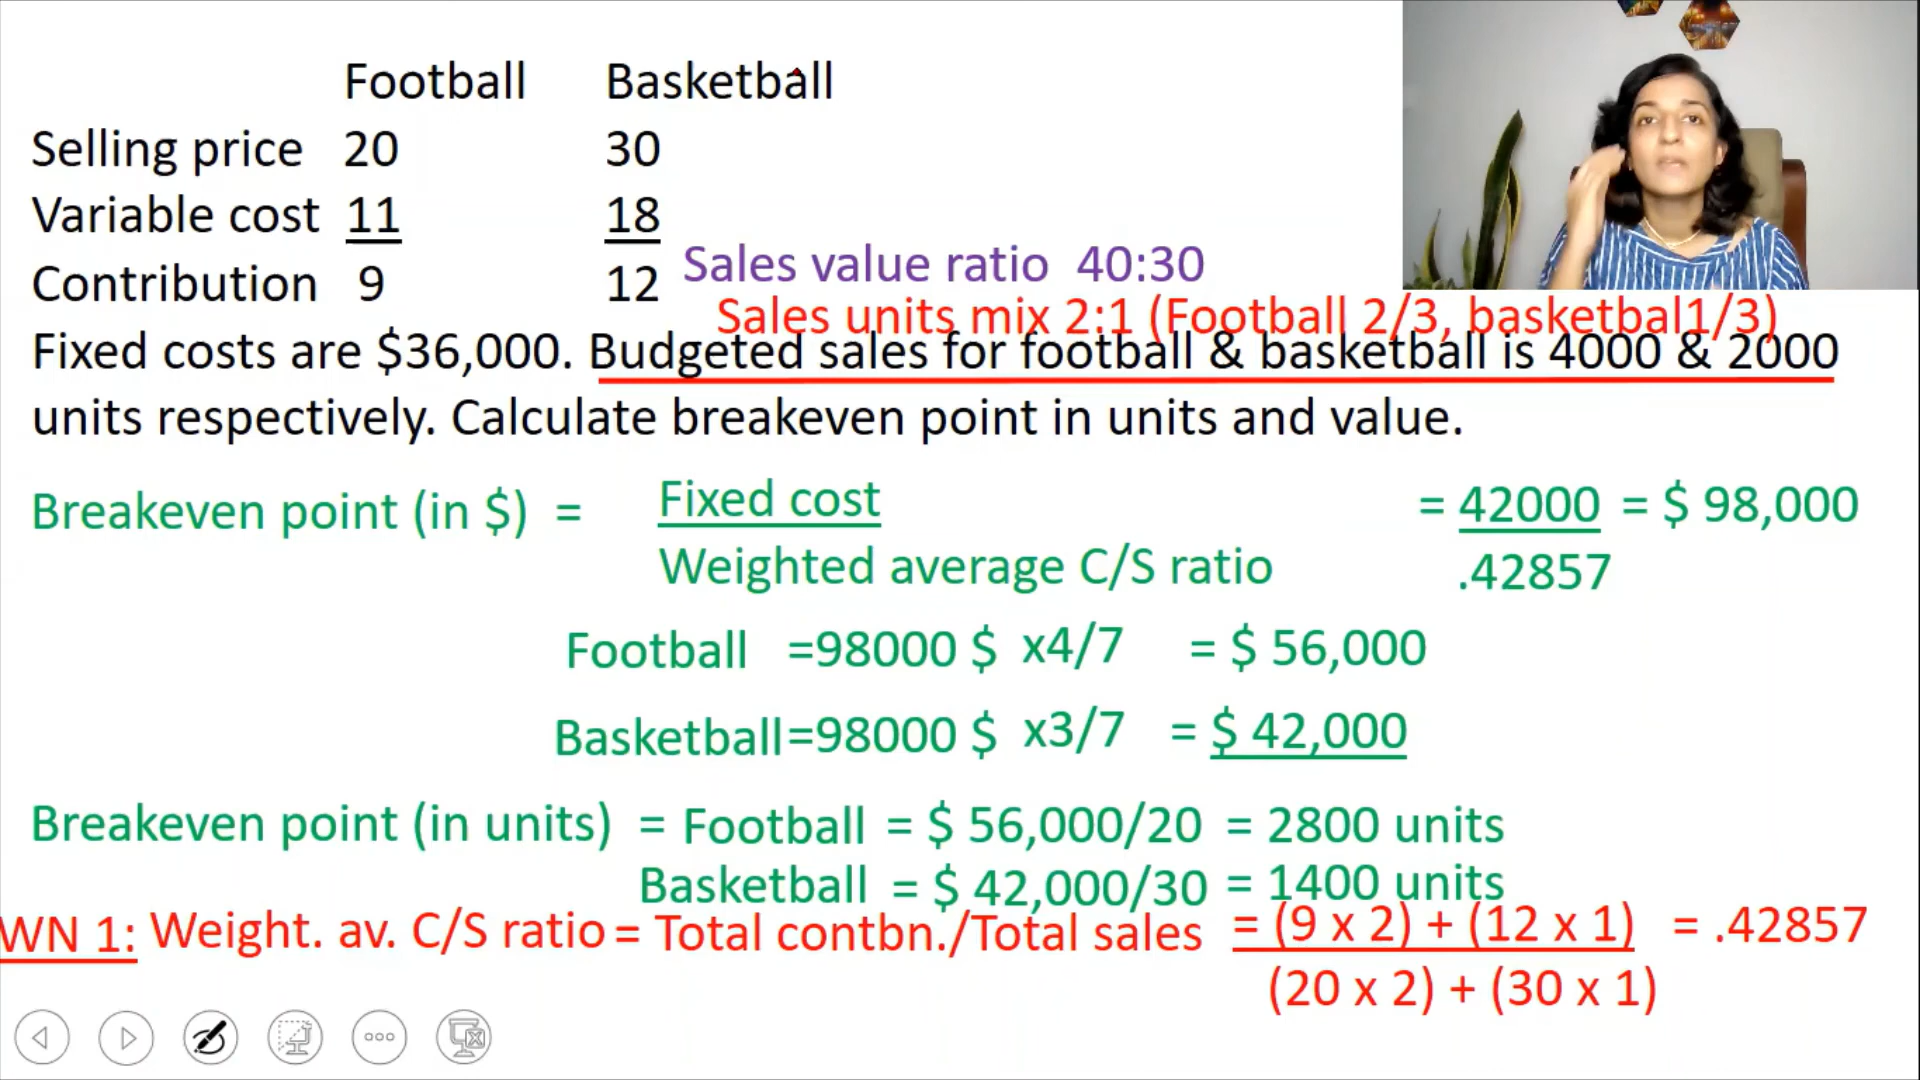 Football Basketball
Selling price 20 30
Variable cost 11 18
Contribution 9 12
Sales value ratio 40:30
Sales units mix 2:1 (Football 2/3, basketbal1/3)
Fixed costs are $36,000. Budgeted sales for football & basketball is 4000 & 2000
units respectively. Calculate breakeven point in units and value.
Breakeven point (in $) = Fixed cost = 42000 = $ 98,000
Weighted average C/S ratio .42857
Football =98000 $ x4/7 = $ 56,000
Basketball=98000 $ x3/7 = $ 42,000
Breakeven point (in units) = Football = $ 56,000/20 = 2800 units
Basketball = $ 42,000/30 = 1400 units
WN 1: Weight. av. C/S ratio = Total contbn./Total sales = (9 x 2) + (12 x 1) = .42857
(20 x 2) + (30 x 1)